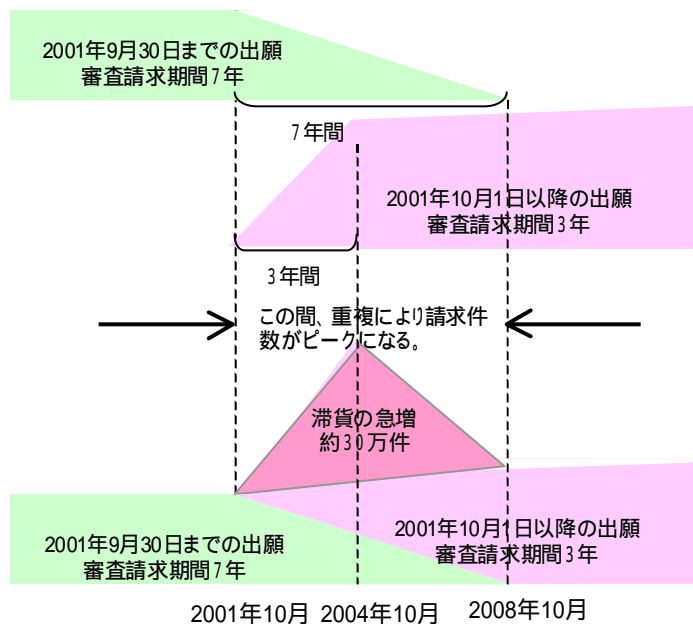 2001年9月30日までの出願
審査請求期間7年
7年間
2001年10月1日以降の出願
審査請求期間3年
3年間
この間、重複により請求件
数がピークになる。
滞貨の急増
約30万件
2001年10月1日以降の出願
審査請求期間3年
2001年9月30日までの出願
審査請求期間7年
2001年10月 2004年10月 2008年10月